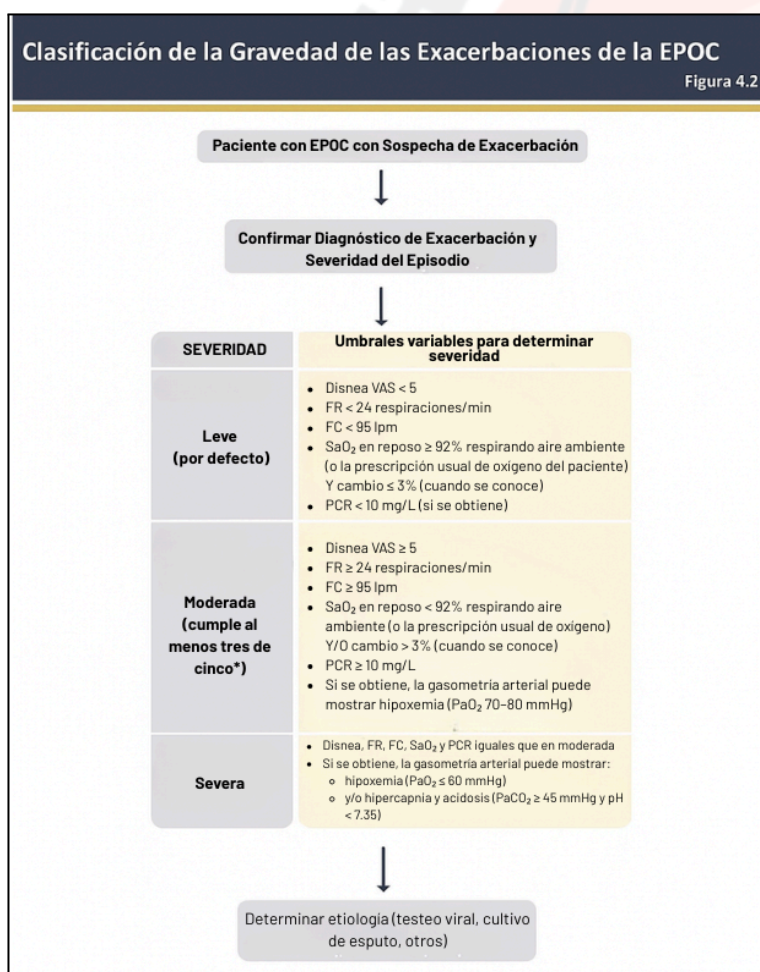 Clasificación de la Gravedad de las Exacerbaciones de la EPOC
Figura 4.2
Paciente con EPOC con Sospecha de Exacerbación
Confirmar Diagnóstico de Exacerbación y
Severidad del Episodio
SEVERIDAD
Umbrales variables para determinar
severidad
Leve
(por defecto)
• Disnea VAS < 5
• FR < 24 respiraciones/min
• FC < 95 lpm
• SaO₂ en reposo ≥ 92% respirando aire ambiente
(o la prescripción usual de oxígeno del paciente)
Y cambio ≤ 3% (cuando se conoce)
• PCR < 10 mg/L (si se obtiene)
Moderada
(cumple al
menos tres de
cinco*)
• Disnea VAS ≥ 5
• FR ≥ 24 respiraciones/min
• FC ≥ 95 lpm
• SaO₂ en reposo < 92% respirando aire
ambiente (o la prescripción usual de oxígeno)
Y/O cambio > 3% (cuando se conoce)
• PCR ≥ 10 mg/L
• Si se obtiene, la gasometría arterial puede
mostrar hipoxemia (PaO₂ 70–80 mmHg)
Severa
• Disnea, FR, FC, SaO₂ y PCR iguales que en moderada
• Si se obtiene, la gasometría arterial puede mostrar:
○ hipoxemia (PaO₂ ≤ 60 mmHg)
○ y/o hipercapnia y acidosis (PaCO₂ ≥ 45 mmHg y pH
< 7.35)
Determinar etiología (testeo viral, cultivo
de esputo, otros)